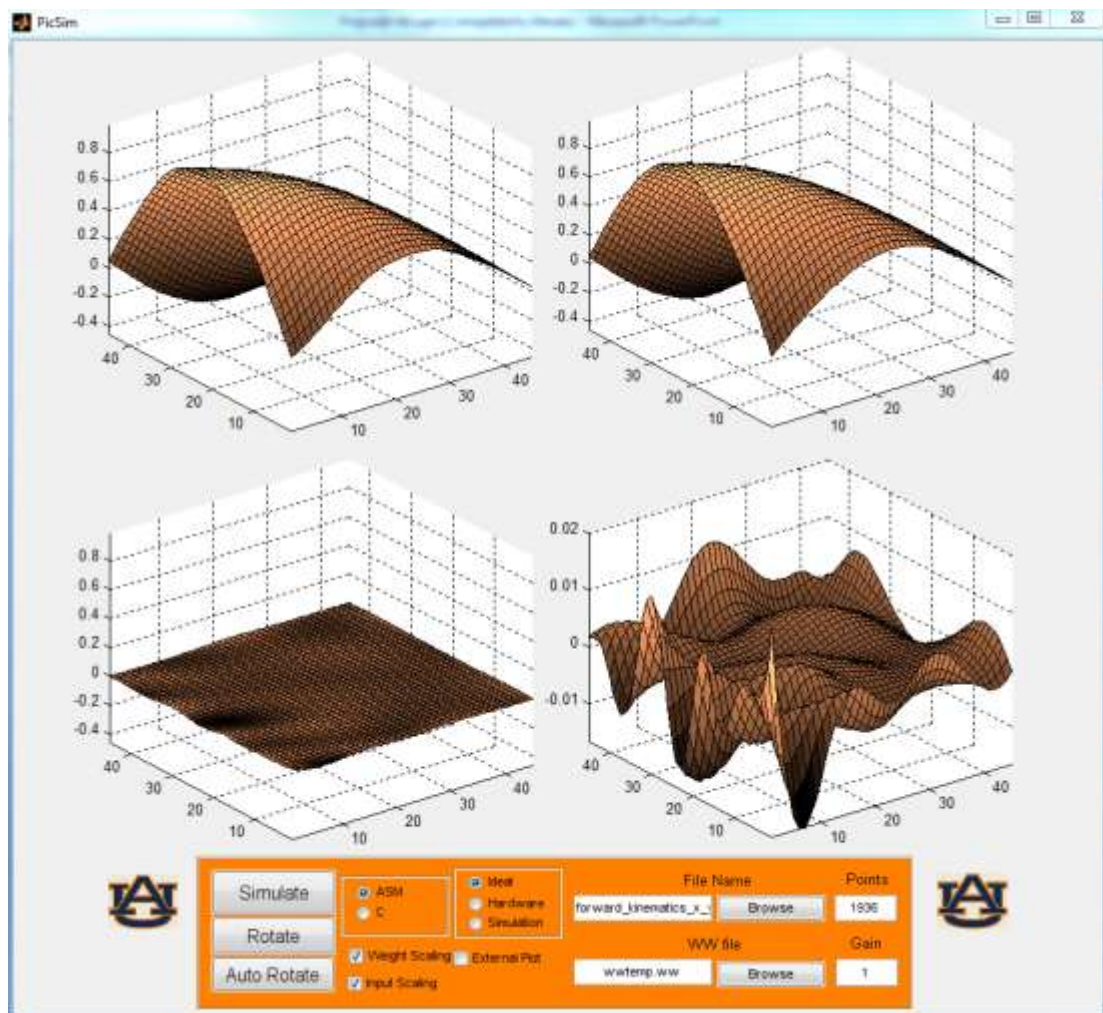 PicSim
0.8 0.8
0.6 0.6
0.4 0.4
0.2 0.2
0 0
-0.2 -0.2
-0.4 -0.4
40 30 20 10 10 20 30 40
40 30 20 10 10 20 30 40
0.8 0.02
0.6
0.4 0.01
0.2
0 0
-0.2 -0.01
-0.4
40 30 20 10 10 20 30 40
40 30 20 10 10 20 30 40
Simulate
Rotate
Auto Rotate
ASM
C
Ideal
Hardware
Simulation
Weight Scaling
External Plot
Input Scaling
File Name
Points
forward_kinematics_x_
Browse
1936
WW file
Gain
wwtemp.ww
Browse
1